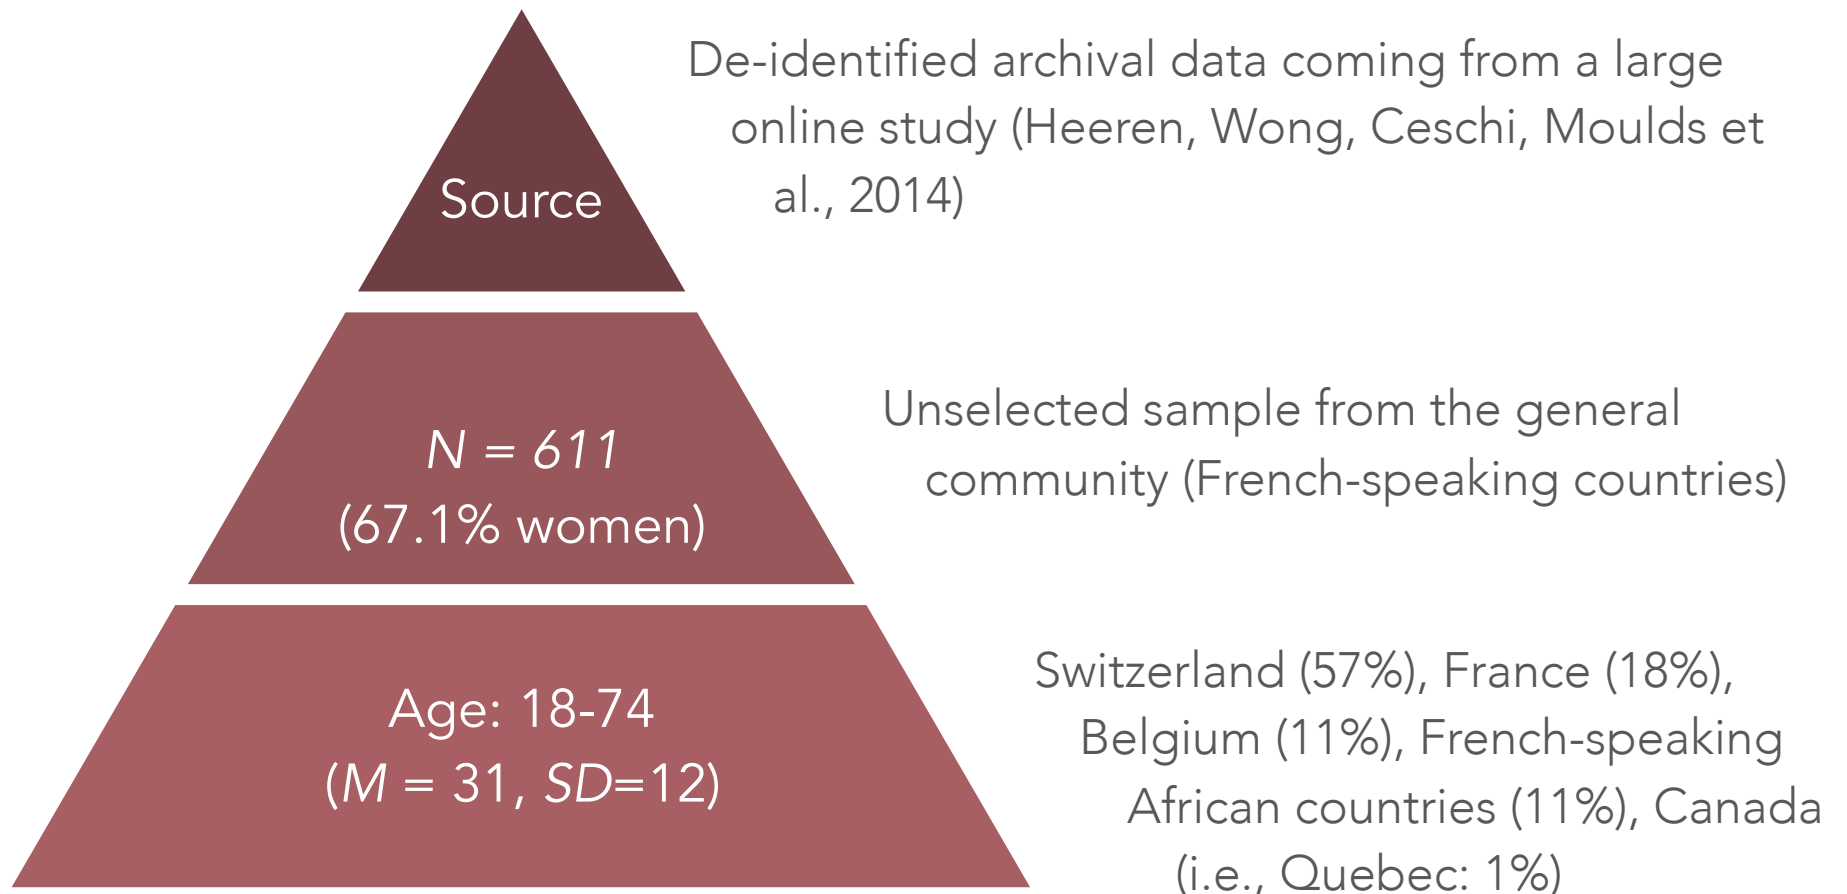 De-identified archival data coming from a large
online study (Heeren, Wong, Ceschi, Moulds et
al., 2014)
Source
Unselected sample from the general
community (French-speaking countries)
N = 611
(67.1% women)
Switzerland (57%), France (18%),
Belgium (11%), French-speaking
African countries (11%), Canada
(i.e., Quebec: 1%)
Age: 18-74
(M = 31, SD=12)